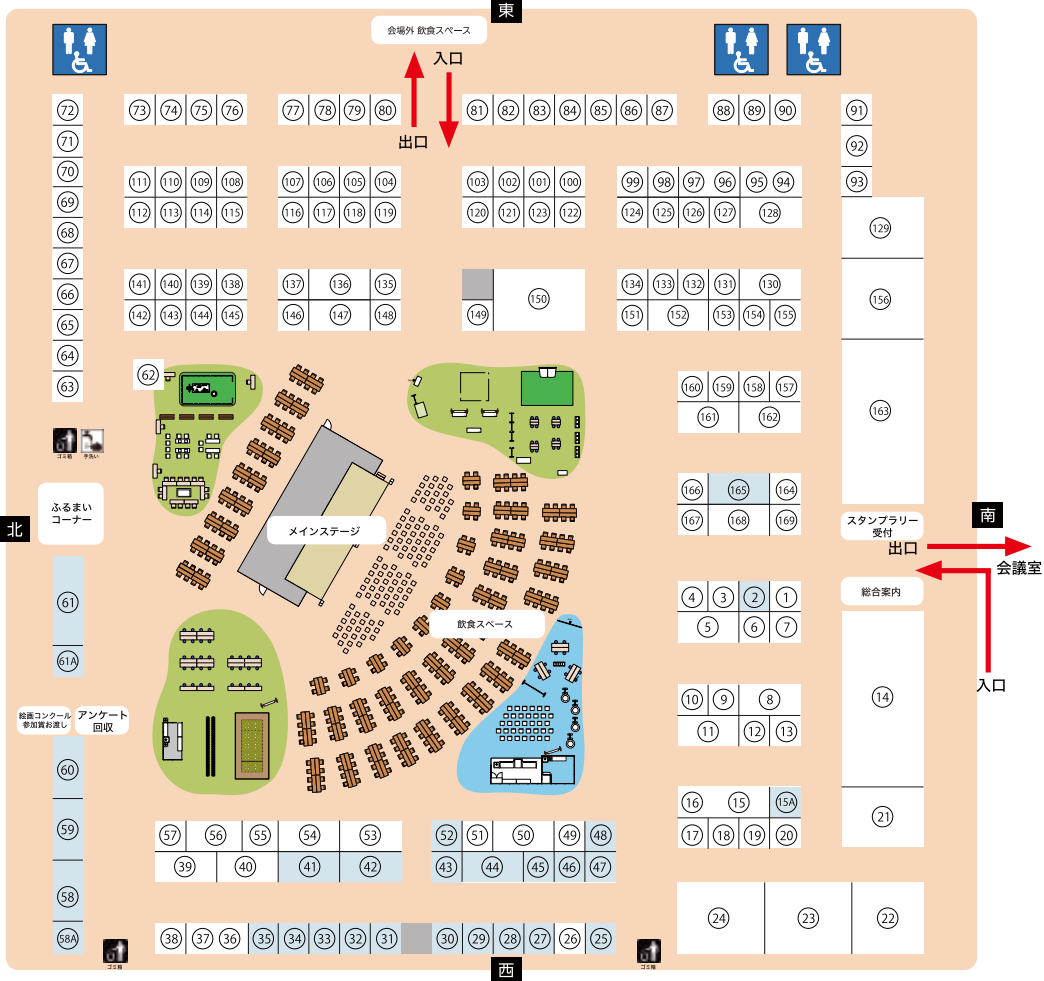 東
会場外 飲食スペース
入口
出口
72 73 74 75 76 77 78 79 80 81 82 83 84 85 86 87 88 89 90 91
71
92
70 111 110 109 108 107 106 105 104 103 102 101 100 99 98 97 96 95 94 93
69 112 113 114 115 116 117 118 119 120 121 123 122 124 125 126 127 128
68
129
67
66 141 140 139 138 137 136 135 150 134 133 132 131 130 156
65 142 143 144 145 146 147 148 149 151 152 153 154 155
64
63 62 160 159 158 157
161 162 163
ゴミ箱 手洗い
ふるまい
コーナー
北
メインステージ
166 165 164
167 168 169
南
スタンプラリー
受付
出口
会議室
総合案内
入口
61
61A
飲食スペース
4 3 2 1
5 6 7
絵画コンクール
参加賞お渡し
アンケート
回収
10 9 8 14
11 12 13
60
59
16 15 15A
17 18 19 20 21
57 56 55 54 53 52 51 50 49 48
39 40 41 42 43 44 45 46 47
58
58A
24 23 22
38 37 36 35 34 33 32 31 30 29 28 27 26 25
ゴミ箱 ゴミ箱
西